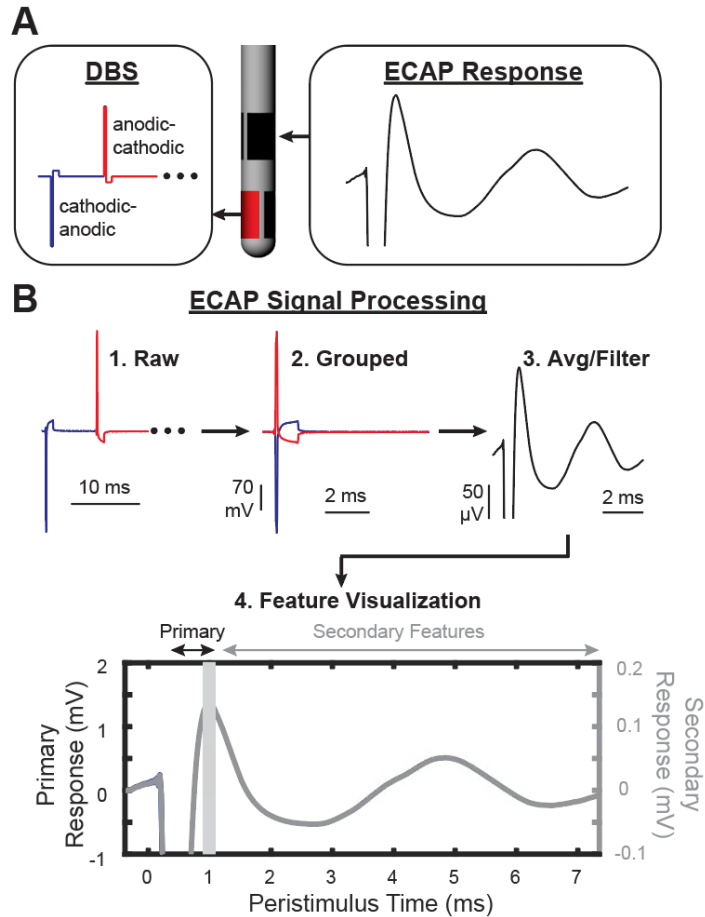 A
DBS
anodic-
cathodic
cathodic-
anodic
ECAP Response
B
ECAP Signal Processing
1. Raw
2. Grouped
3. Avg/Filter
10 ms
70
mV
2 ms
50
µV
2 ms
4. Feature Visualization
Primary
Secondary Features
Primary
Response (mV)
2
1
0
-1
0.2
0.1
0
-0.1
Secondary
Response (mV)
0 1 2 3 4 5 6 7
Peristimulus Time (ms)